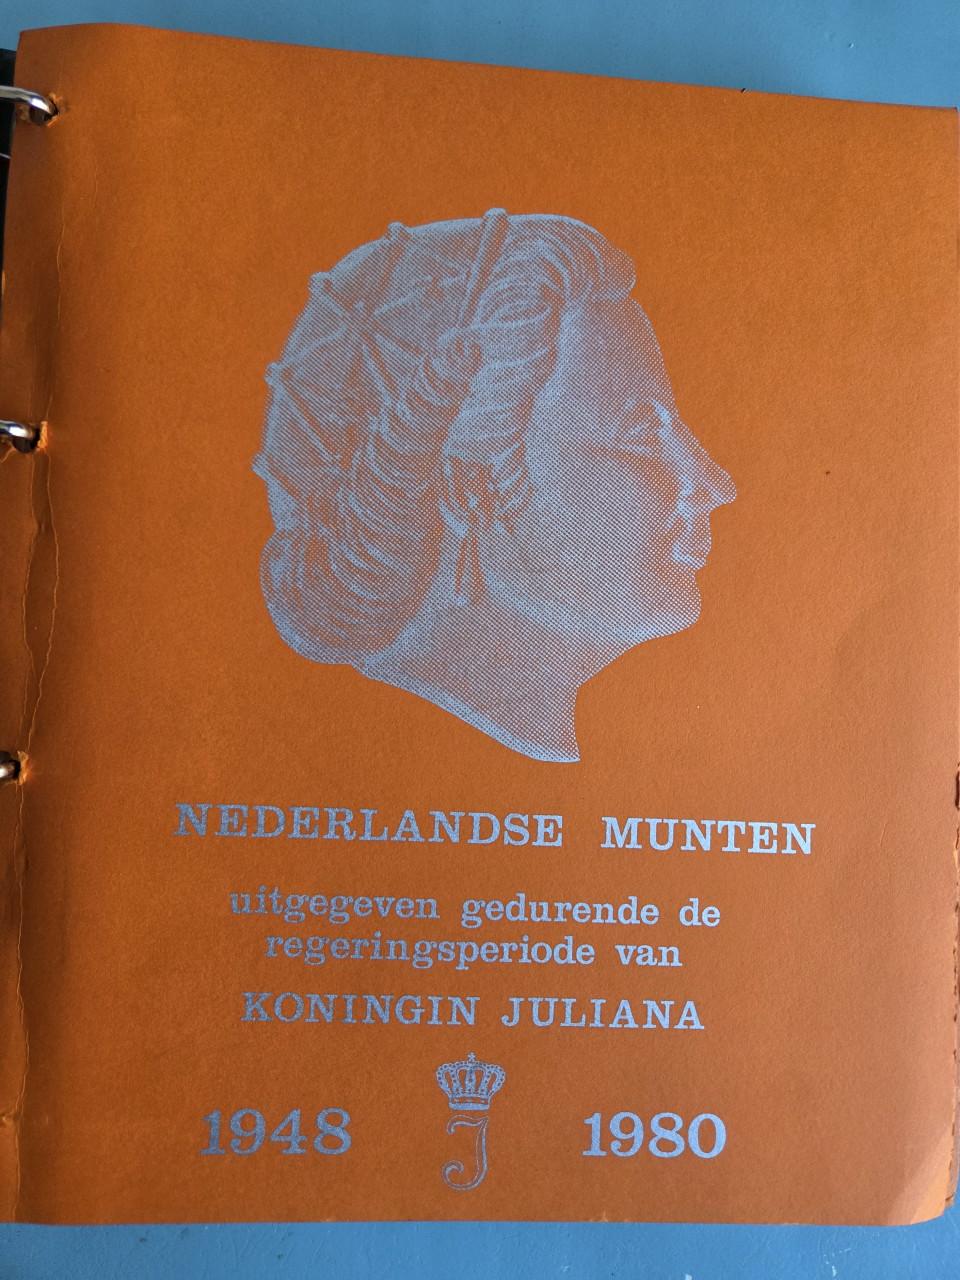 NEDERLANDSE MUNTEN
uitgegeven gedurende de
regeringsperiode van
KONINGIN JULIANA
J
1948 1980